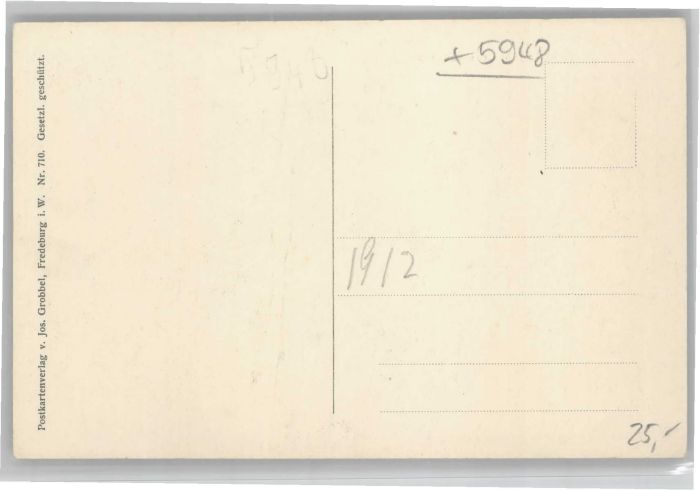 Postkartenverlag v. Jos. Grobbel, Fredeburg i. W. Nr. 710. Gesetzl. geschützt.
+5948
1912
25,-